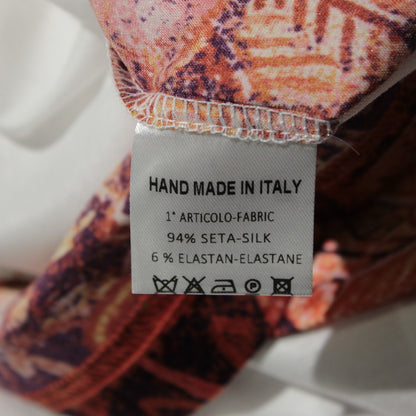 HAND MADE IN ITALY
1° ARTICOLO-FABRIC
94% SETA-SILK
6 % ELASTAN-ELASTANE